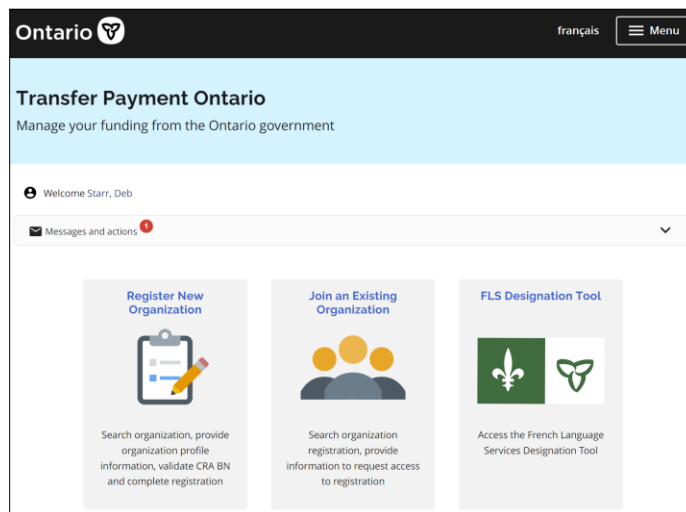 Ontario
français
Menu
Transfer Payment Ontario
Manage your funding from the Ontario government
Welcome Starr, Deb
Messages and actions 1
Register New
Organization
Search organization, provide
organization profile
information, validate CRA BN
and complete registration
Join an Existing
Organization
Search organization
registration, provide
information to request access
to registration
FLS Designation Tool
Access the French Language
Services Designation Tool